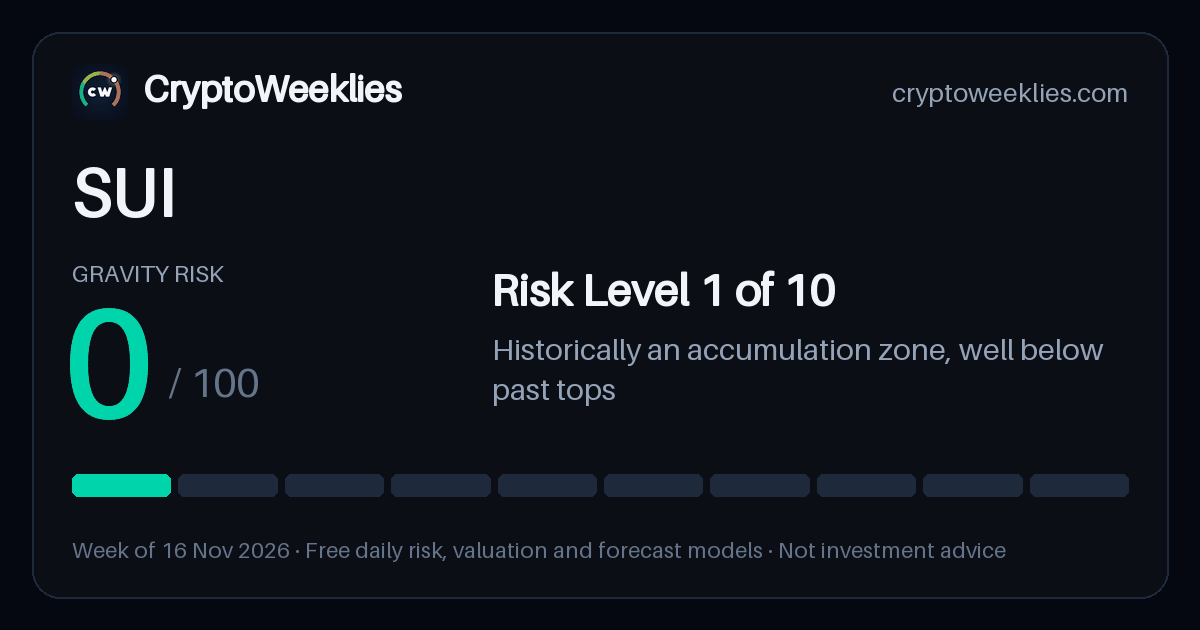 CW
CryptoWeeklies
cryptoweeklies.com
SUI
GRAVITY RISK
0 / 100
Risk Level 1 of 10
Historically an accumulation zone, well below
past tops
Week of 16 Nov 2026 · Free daily risk, valuation and forecast models · Not investment advice